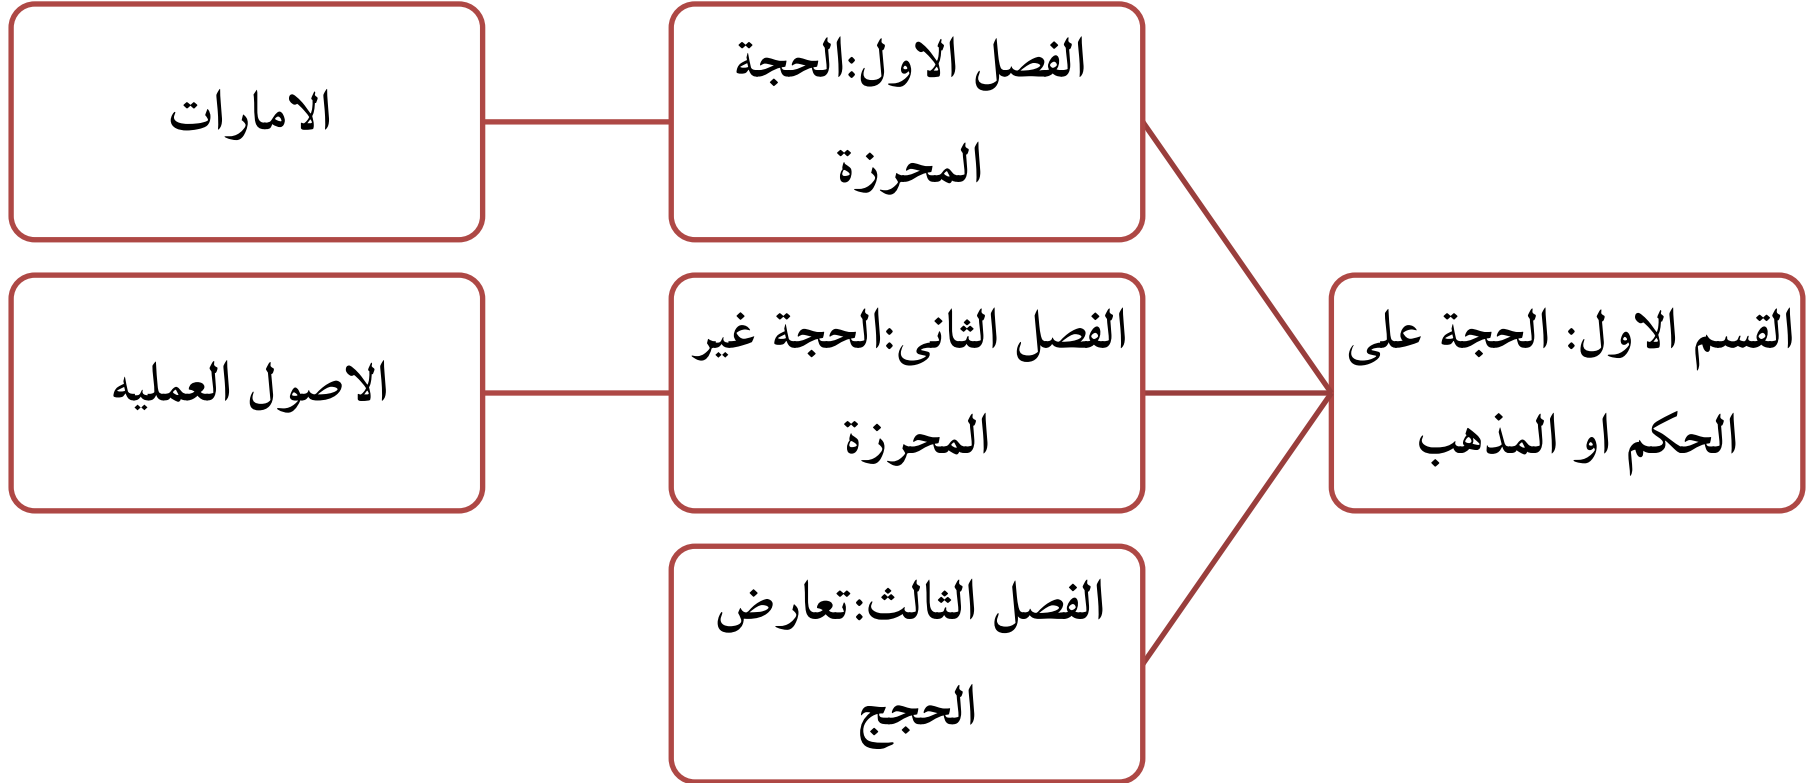 القسم الاول: الحجة على
الحكم او المذهب
الفصل الاول:الحجة
المحرزة
الامارات
الفصل الثانى:الحجة غير
المحرزة
الاصول العمليه
الفصل الثالث:تعارض
الحجج